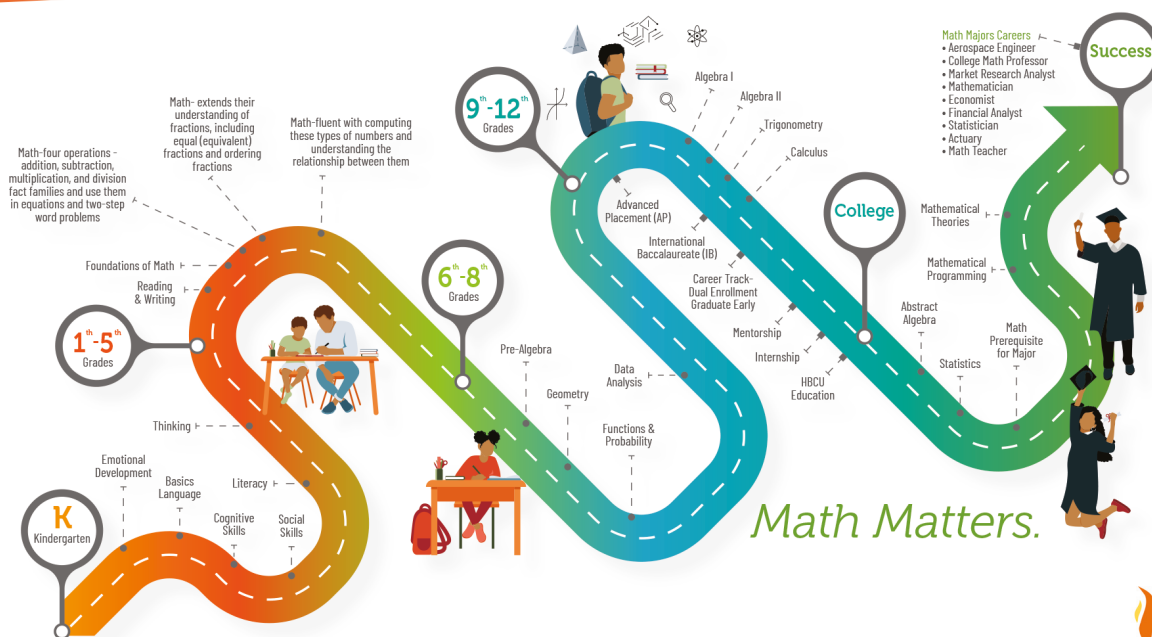 K
Kindergarten
Emotional
Development
Basics
Language
Cognitive
Skills
Social
Skills
Literacy
Thinking
1th-5th
Grades
Reading
& Writing
Foundations of Math
Math-four operations -
addition, subtraction,
multiplication, and division
fact families and use them
in equations and two-step
word problems
Math- extends their
understanding of
fractions, including
equal (equivalent)
fractions and ordering
fractions
Math-fluent with computing
these types of numbers and
understanding the
relationship between them
6th-8th
Grades
Pre-Algebra
Geometry
Functions &
Probability
Data
Analysis
9th-12th
Grades
Advanced
Placement (AP)
Algebra I
Algebra II
Trigonometry
Calculus
International
Baccalaureate (IB)
Career Track-
Dual Enrollment
Graduate Early
Mentorship
Internship
HBCU
Education
College
Abstract
Algebra
Statistics
Math
Prerequisite
for Major
Mathematical
Programming
Mathematical
Theories
Success
Math Majors Careers
• Aerospace Engineer
• College Math Professor
• Market Research Analyst
• Mathematician
• Economist
• Financial Analyst
• Statistician
• Actuary
• Math Teacher
Math Matters.